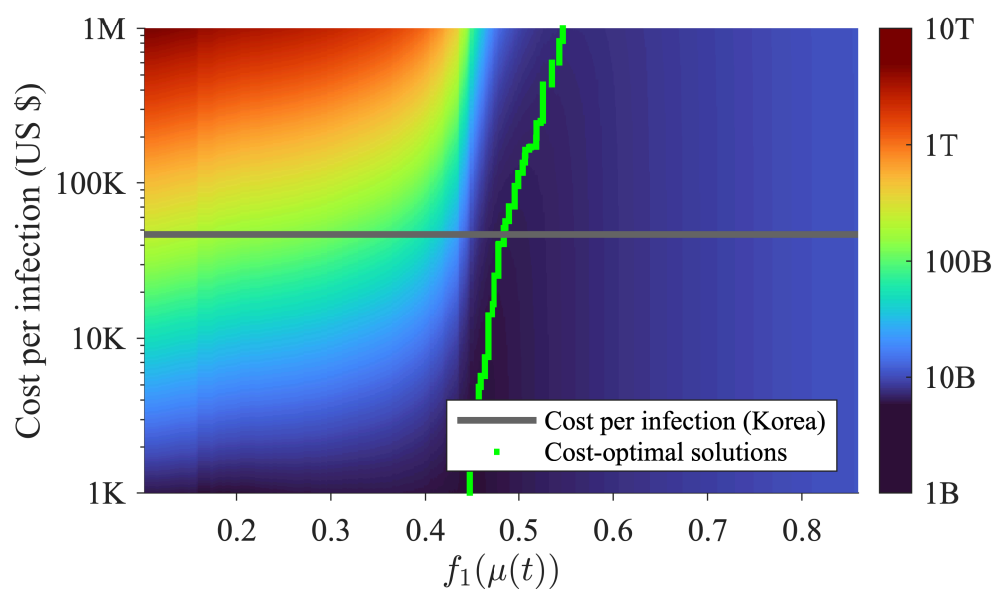 1M
100K
10K
1K
Cost per infection (US $)
0.2 0.3 0.4 0.5 0.6 0.7 0.8
f₁(μ(t))
Cost per infection (Korea)
Cost-optimal solutions
10T
1T
100B
10B
1B